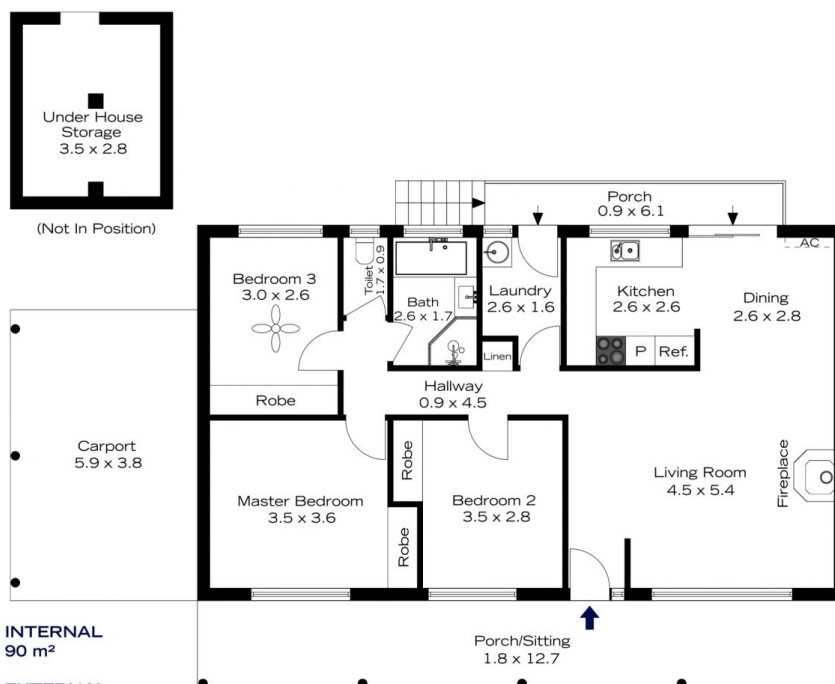 Under House
Storage
3.5 x 2.8
(Not In Position)
Porch
0.9 x 6.1
AC
Bedroom 3
3.0 x 2.6
Toilet
1.7 x 0.9
Bath
2.6 x 1.7
Laundry
2.6 x 1.6
Kitchen
2.6 x 2.6
Dining
2.6 x 2.8
P
Ref.
Linen
Robe
Hallway
0.9 x 4.5
Carport
5.9 x 3.8
Master Bedroom
3.5 x 3.6
Robe
Robe
Bedroom 2
3.5 x 2.8
Living Room
4.5 x 5.4
Fireplace
INTERNAL
90 m²
Porch/Sitting
1.8 x 12.7